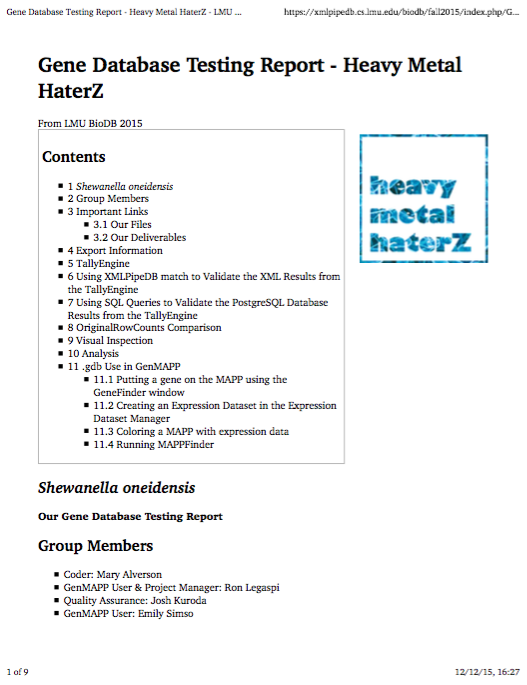 Gene Database Testing Report - Heavy Metal HaterZ - LMU ...
https://xmlpipedb.cs.lmu.edu/biodb/fall2015/index.php/G...
Gene Database Testing Report - Heavy Metal
HaterZ
From LMU BioDB 2015
Contents
1 Shewanella oneidensis
2 Group Members
3 Important Links
3.1 Our Files
3.2 Our Deliverables
4 Export Information
5 TallyEngine
6 Using XMLPipeDB match to Validate the XML Results from
the TallyEngine
7 Using SQL Queries to Validate the PostgreSQL Database
Results from the TallyEngine
8 OriginalRowCounts Comparison
9 Visual Inspection
10 Analysis
11 .gdb Use in GenMAPP
11.1 Putting a gene on the MAPP using the
GeneFinder window
11.2 Creating an Expression Dataset in the Expression
Dataset Manager
11.3 Coloring a MAPP with expression data
11.4 Running MAPPFinder
heavy
metal
haterZ
Shewanella oneidensis
Our Gene Database Testing Report
Group Members
Coder: Mary Alverson
GenMAPP User & Project Manager: Ron Legaspi
Quality Assurance: Josh Kuroda
GenMAPP User: Emily Simso
1 of 9
12/12/15, 16:27